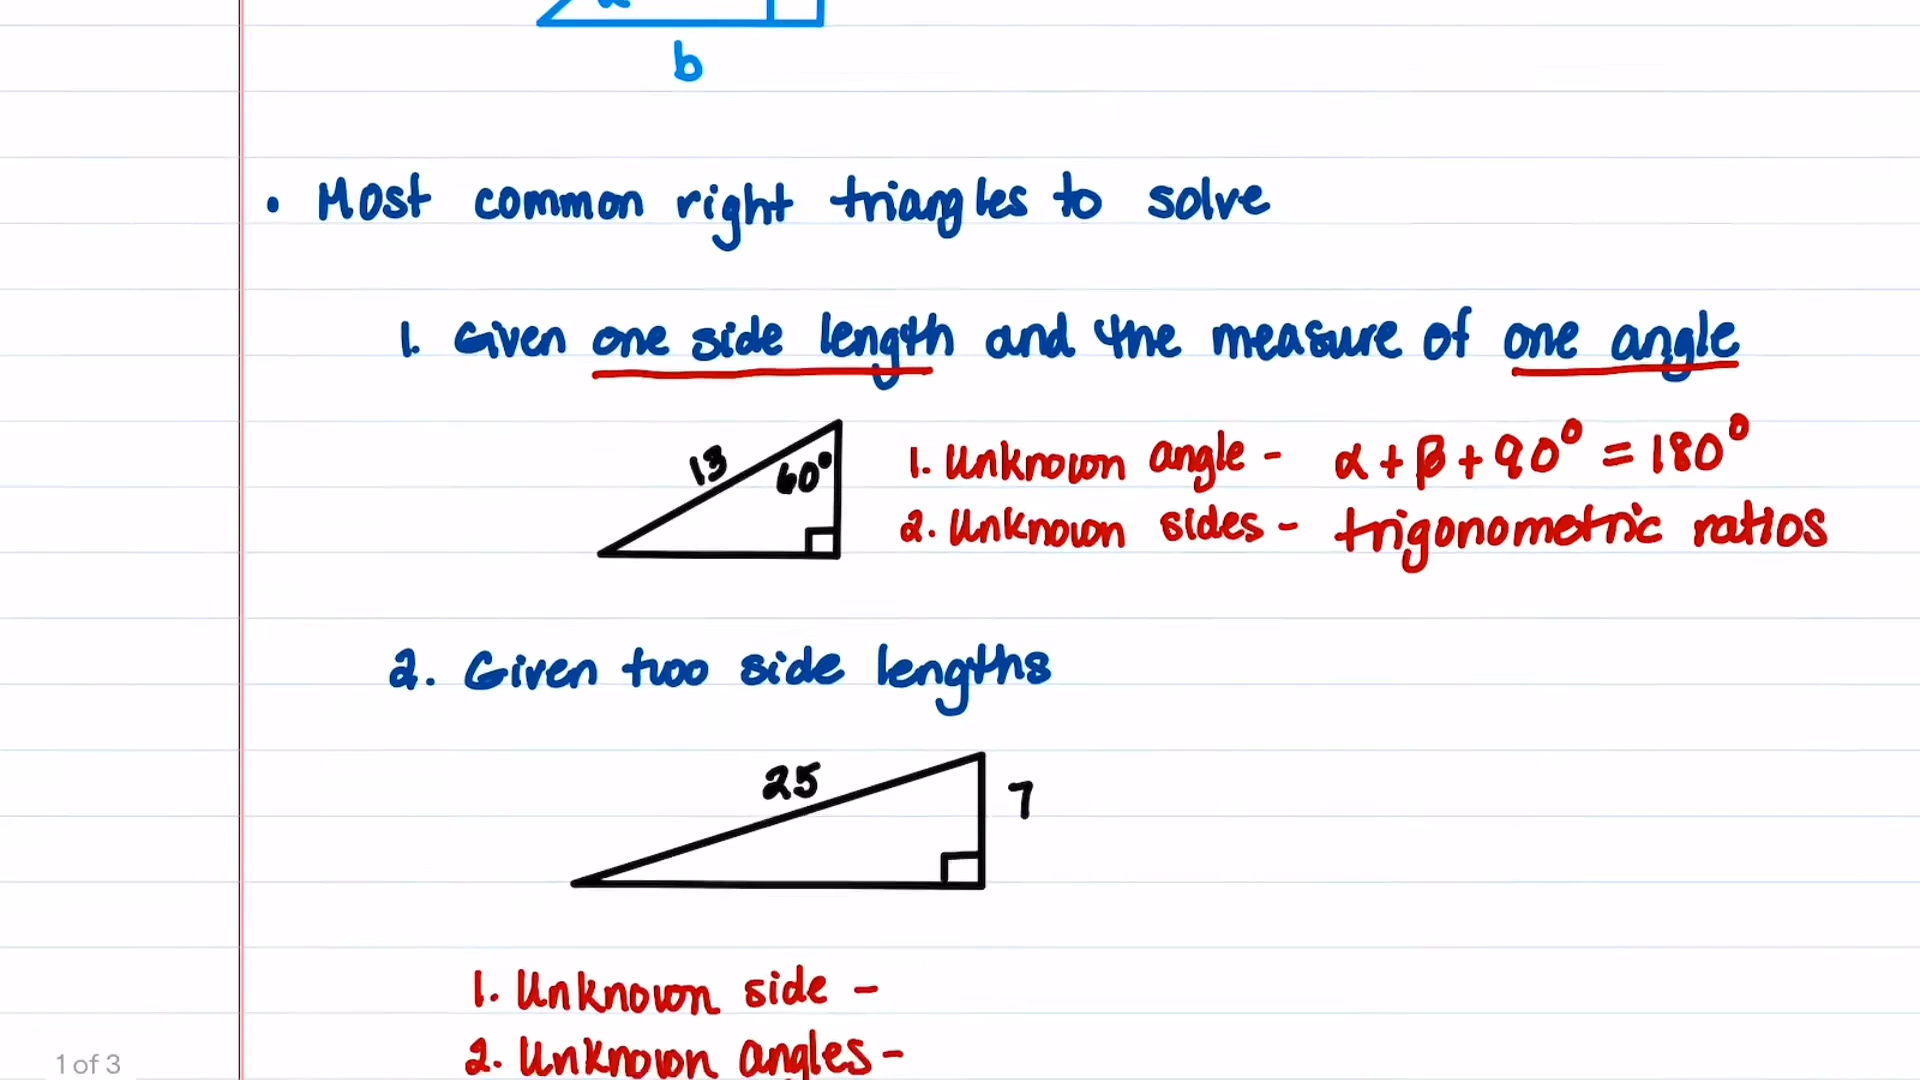 b
• Most common right triangles to solve
1. Given one side length and the measure of one angle
13
60°
1. Unknown angle - α + β + 90° = 180°
2. Unknown sides - trigonometric ratios
2. Given two side lengths
25
7
1. Unknown side -
2. Unknown angles -
1 of 3